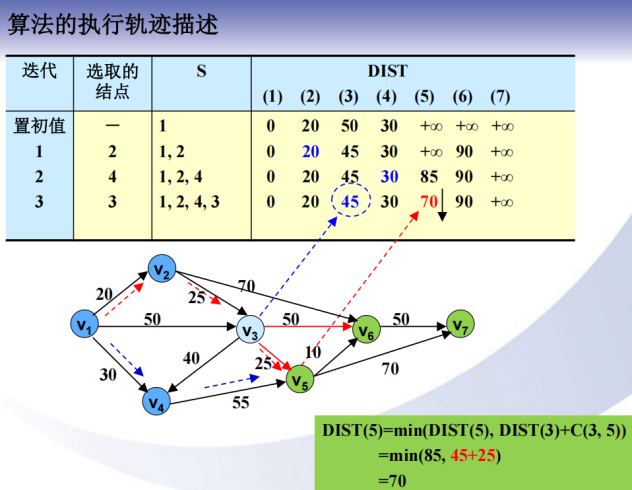 算法的执行轨迹描述
迭代 选取的结点 S DIST
(1) (2) (3) (4) (5) (6) (7)
置初值 — 1 0 20 50 30 +∞ +∞ +∞
1 2 1, 2 0 20 45 30 +∞ 90 +∞
2 4 1, 2, 4 0 20 45 30 85 90 +∞
3 3 1, 2, 4, 3 0 20 45 30 70 90 +∞
V2
20 25 70
V1 50 V3 50 V6 50 V7
30 40 25 10 70
V4 55 V5
DIST(5)=min(DIST(5), DIST(3)+C(3, 5))
=min(85, 45+25)
=70